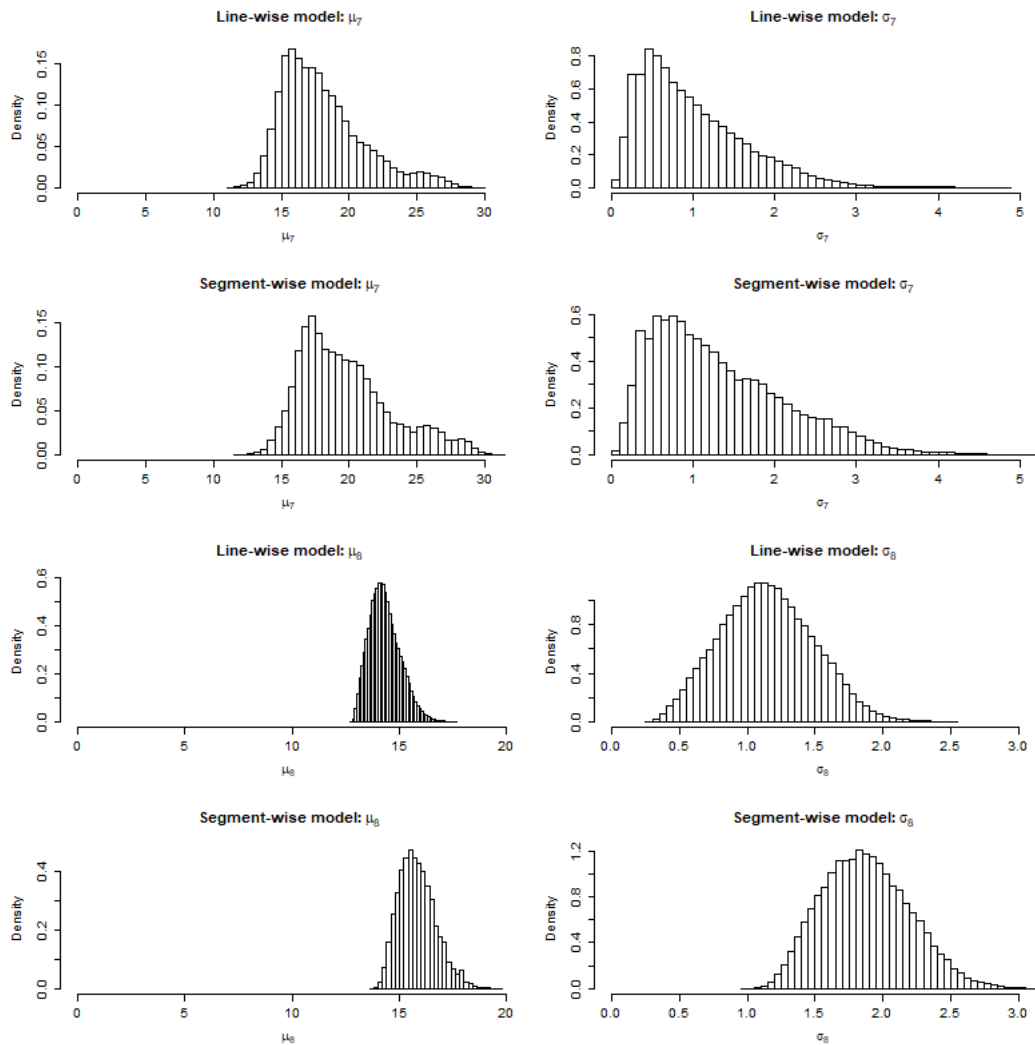 Line-wise model: μ7
Density
0.00 0.05 0.10 0.15
0 5 10 15 20 25 30
μ7
Line-wise model: σ7
Density
0.0 0.2 0.4 0.6 0.8
0 1 2 3 4 5
σ7
Segment-wise model: μ7
Density
0.00 0.05 0.10 0.15
0 5 10 15 20 25 30
μ7
Segment-wise model: σ7
Density
0.0 0.2 0.4 0.6
0 1 2 3 4 5
σ7
Line-wise model: μ8
Density
0.0 0.2 0.4 0.6
0 5 10 15 20
μ8
Line-wise model: σ8
Density
0.0 0.4 0.8
0.0 0.5 1.0 1.5 2.0 2.5 3.0
σ8
Segment-wise model: μ8
Density
0.0 0.2 0.4
0 5 10 15 20
μ8
Segment-wise model: σ8
Density
0.0 0.4 0.8 1.2
0.0 0.5 1.0 1.5 2.0 2.5 3.0
σ8